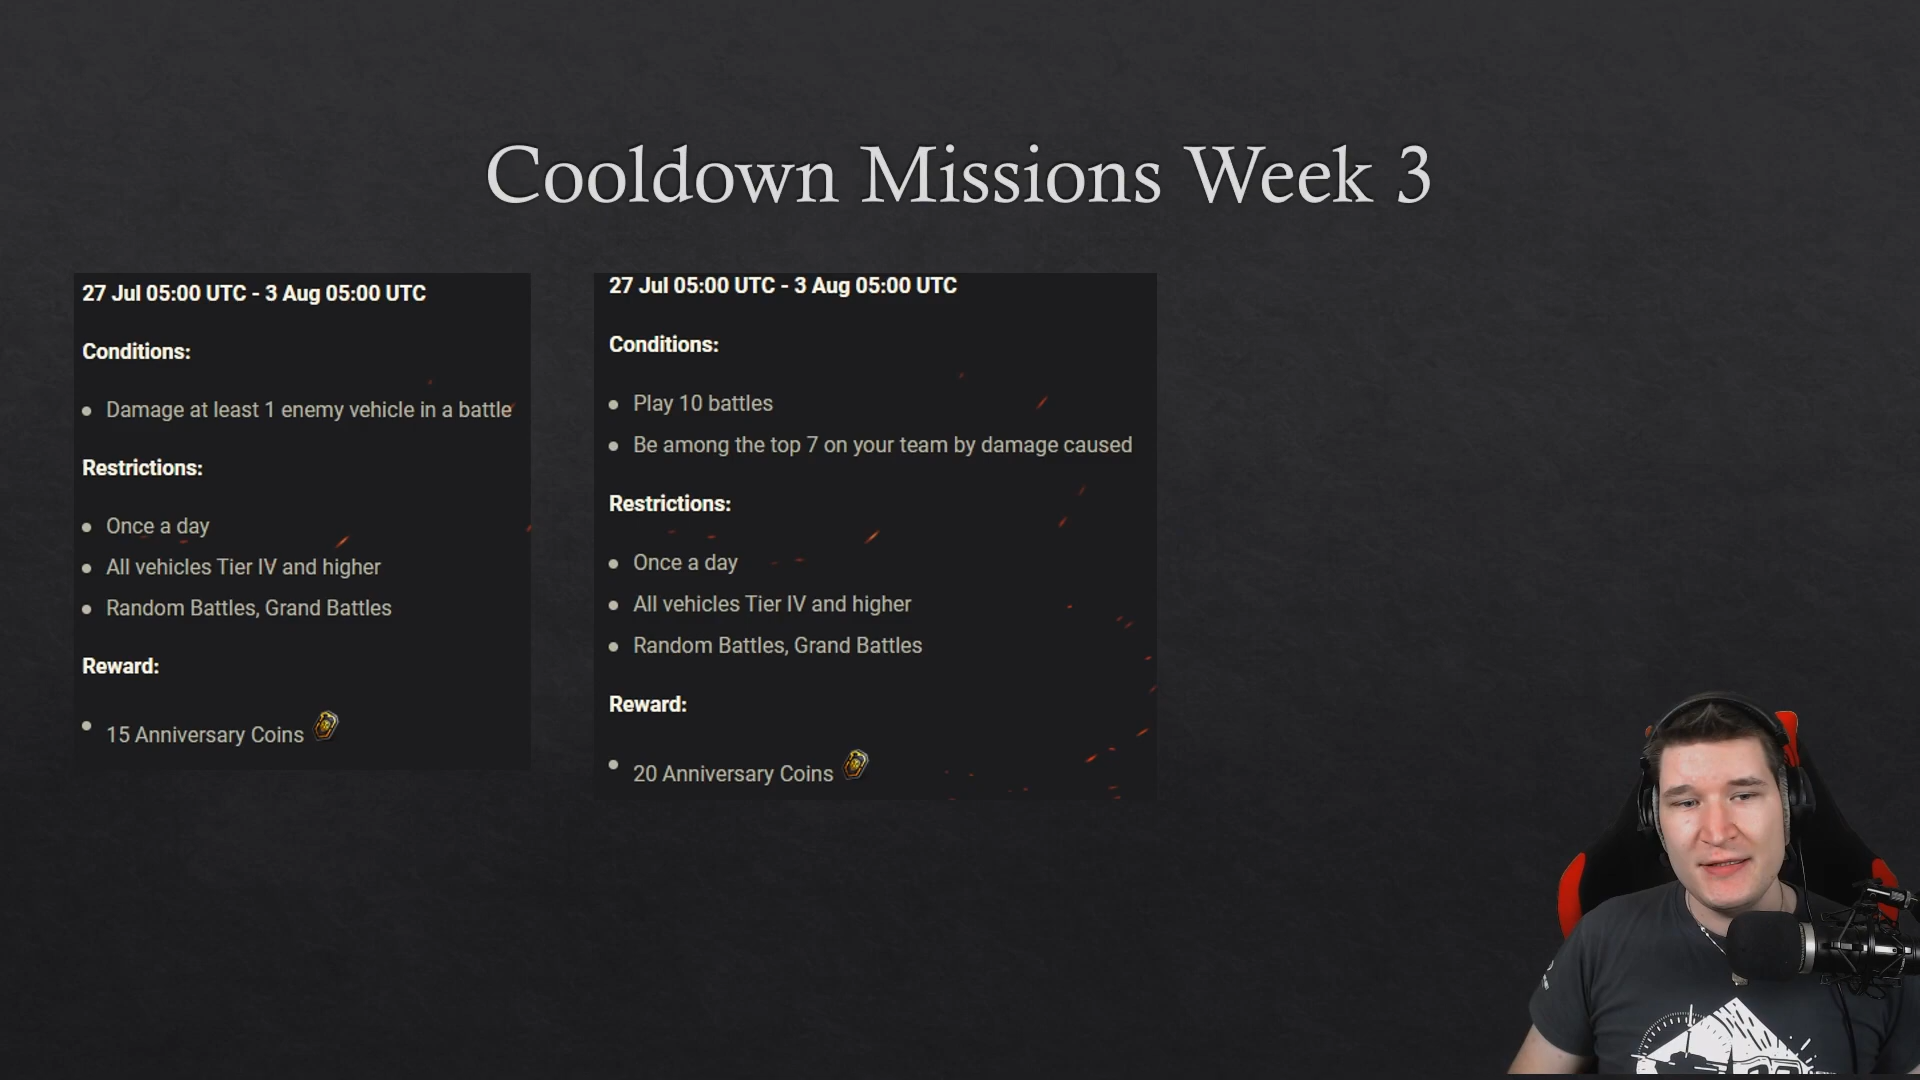 Cooldown Missions Week 3
27 Jul 05:00 UTC - 3 Aug 05:00 UTC
Conditions:
Damage at least 1 enemy vehicle in a battle
Restrictions:
Once a day
All vehicles Tier IV and higher
Random Battles, Grand Battles
Reward:
15 Anniversary Coins
27 Jul 05:00 UTC - 3 Aug 05:00 UTC
Conditions:
Play 10 battles
Be among the top 7 on your team by damage caused
Restrictions:
Once a day
All vehicles Tier IV and higher
Random Battles, Grand Battles
Reward:
20 Anniversary Coins